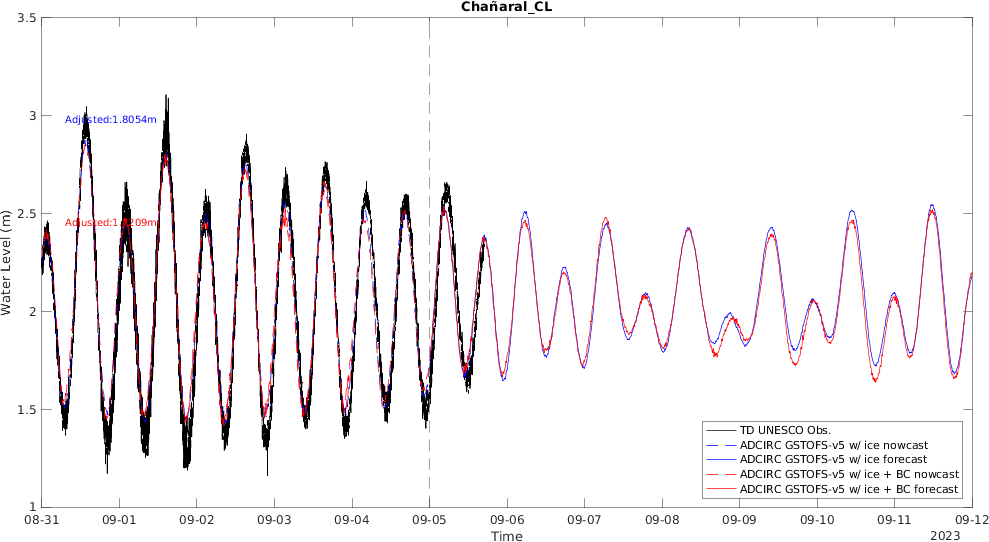 Chañaral_CL
3.5
3
2.5
2
1.5
1
Water Level (m)
Adjusted:1.8054m
08-31
09-01
09-02
09-03
09-04
09-05
09-06
09-07
09-08
09-09
09-10
09-11
09-12
Time
2023
TD UNESCO Obs.
ADCIRC GSTOFS-v5 w/ ice nowcast
ADCIRC GSTOFS-v5 w/ ice forecast
ADCIRC GSTOFS-v5 w/ ice + BC nowcast
ADCIRC GSTOFS-v5 w/ ice + BC forecast